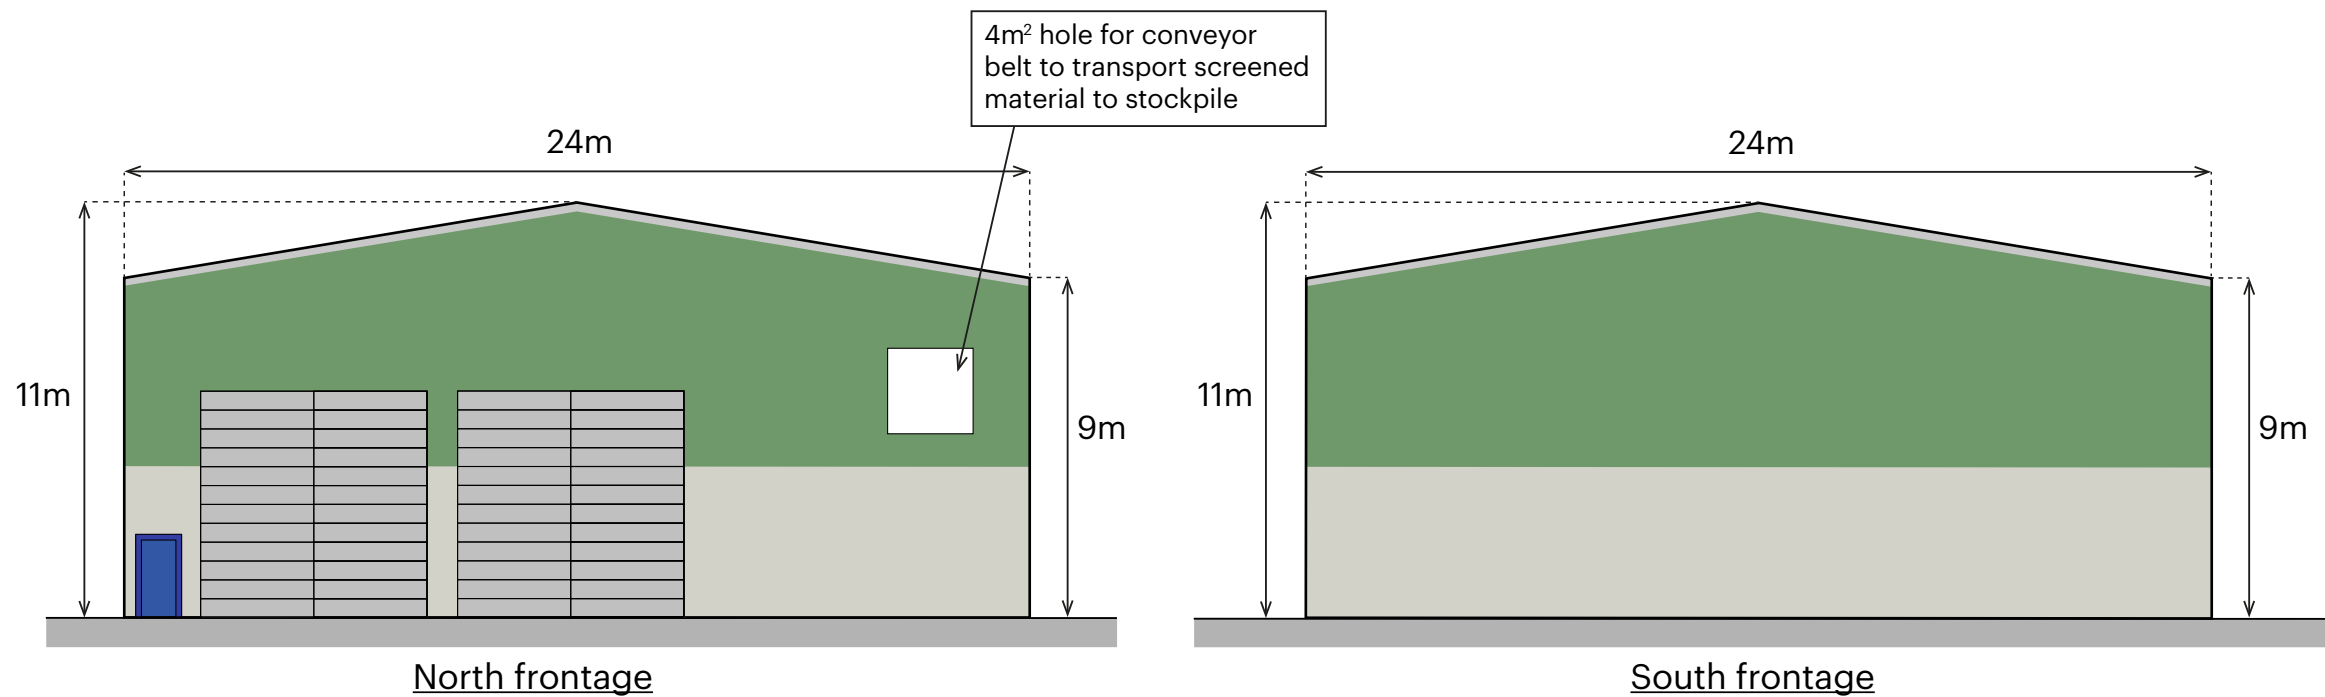 4m² hole for conveyor
belt to transport screened
material to stockpile
24m
24m
11m
9m
11m
9m
North frontage
South frontage